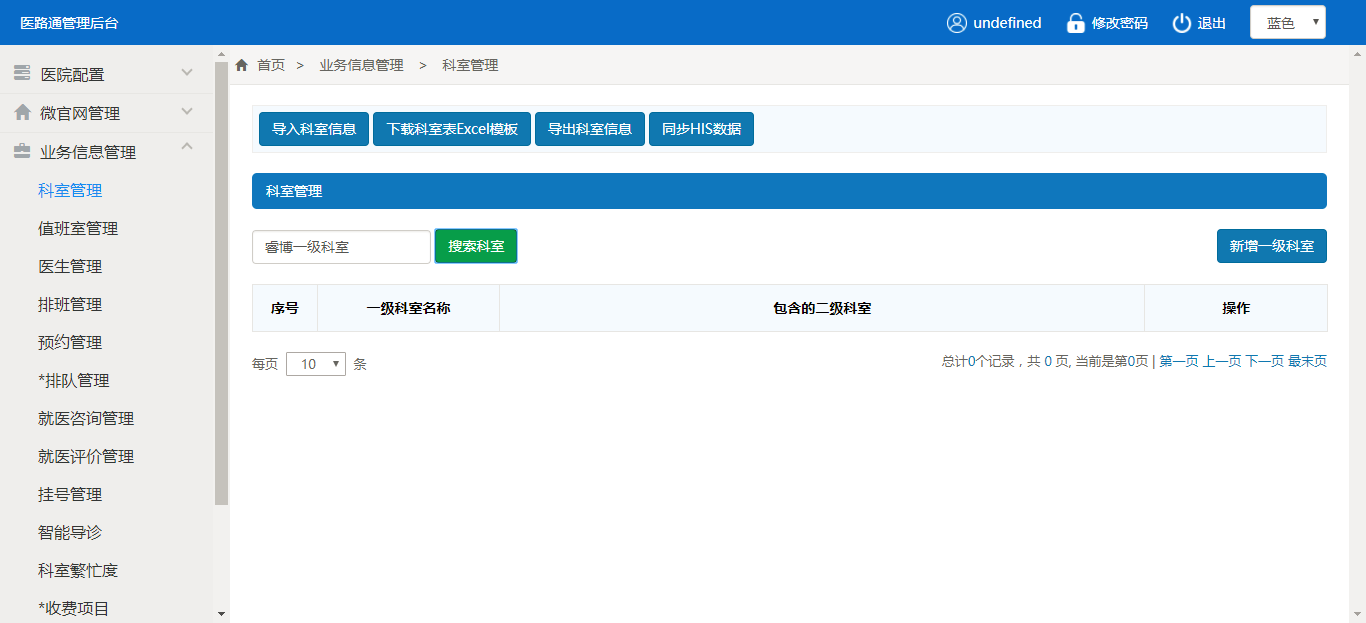 医路通管理后台
undefined 修改密码 退出 蓝色
医院配置
微官网管理
业务信息管理
科室管理
值班室管理
医生管理
排班管理
预约管理
*排队管理
就医咨询管理
就医评价管理
挂号管理
智能导诊
科室繁忙度
*收费项目
首页 > 业务信息管理 > 科室管理
导入科室信息 下载科室表Excel模板 导出科室信息 同步HIS数据
科室管理
睿博一级科室 搜索科室 新增一级科室
序号 一级科室名称 包含的二级科室 操作
每页 10 条 总计0个记录，共 0 页, 当前是第0页 | 第一页 上一页 下一页 最末页